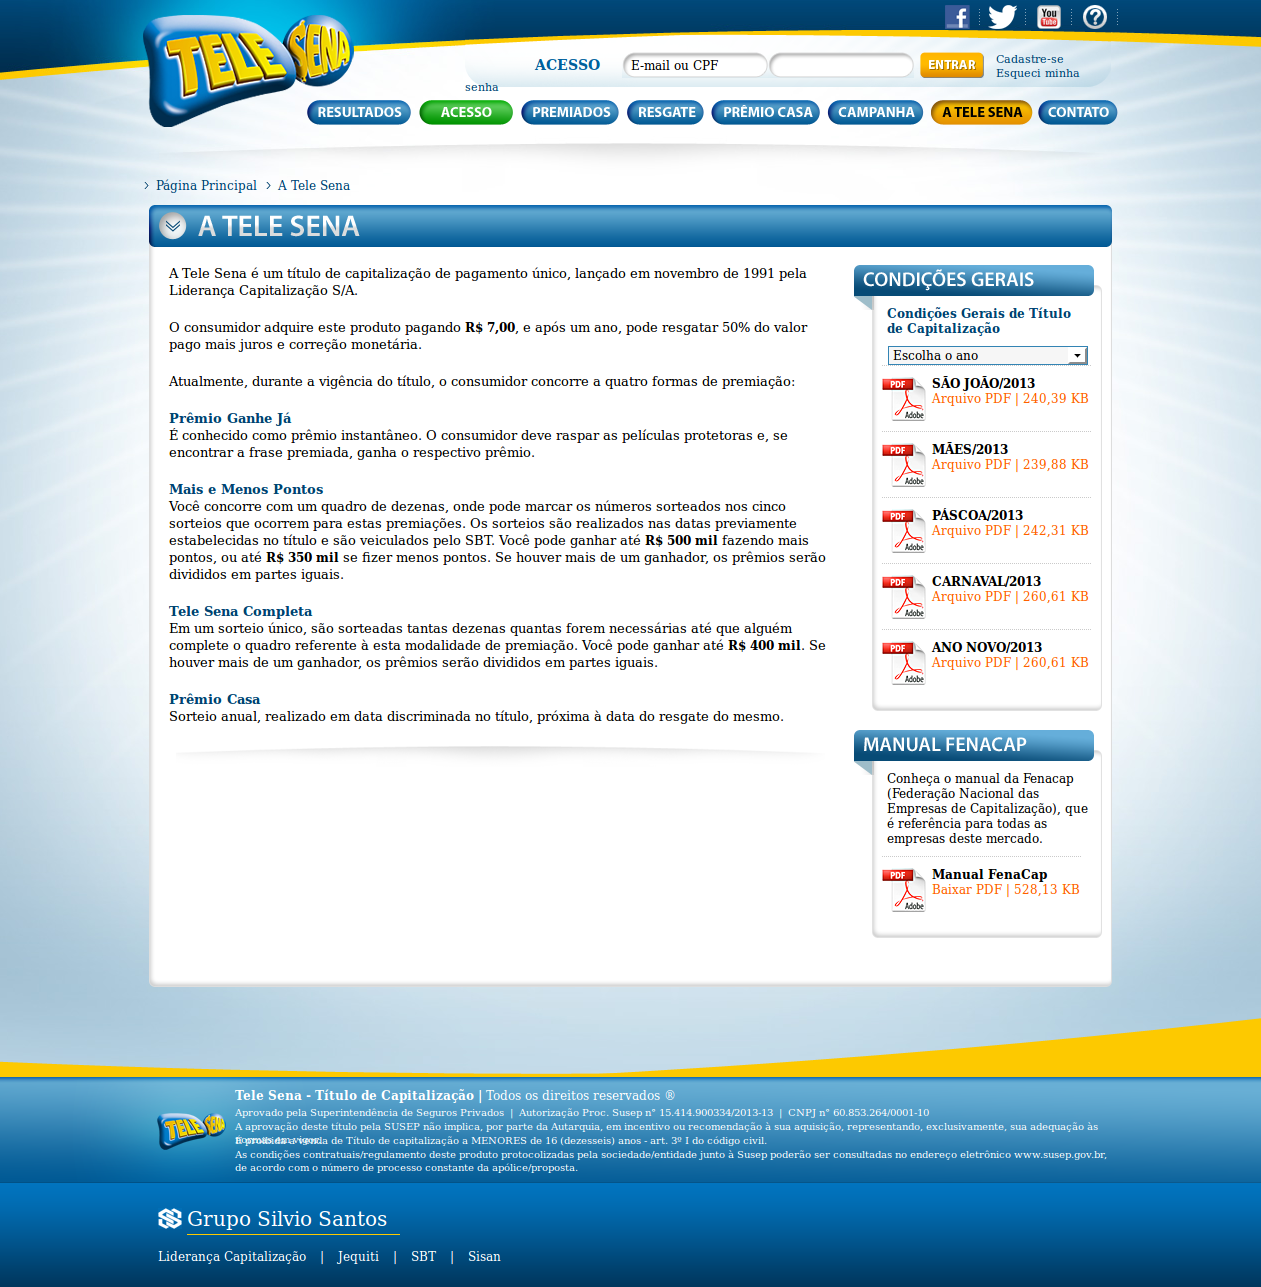 TELE SENA
You Tube
ACESSO
E-mail ou CPF
ENTRAR
Cadastre-se
Esqueci minha
senha
RESULTADOS
ACESSO
PREMIADOS
RESGATE
PRÊMIO CASA
CAMPANHA
A TELE SENA
CONTATO
Página Principal
A Tele Sena
A TELE SENA
A Tele Sena é um título de capitalização de pagamento único, lançado em novembro de 1991 pela
Liderança Capitalização S/A.
O consumidor adquire este produto pagando R$ 7,00, e após um ano, pode resgatar 50% do valor
pago mais juros e correção monetária.
Atualmente, durante a vigência do título, o consumidor concorre a quatro formas de premiação:
Prêmio Ganhe Já
É conhecido como prêmio instantâneo. O consumidor deve raspar as películas protetoras e, se
encontrar a frase premiada, ganha o respectivo prêmio.
Mais e Menos Pontos
Você concorre com um quadro de dezenas, onde pode marcar os números sorteados nos cinco
sorteios que ocorrem para estas premiações. Os sorteios são realizados nas datas previamente
estabelecidas no título e são veiculados pelo SBT. Você pode ganhar até R$ 500 mil fazendo mais
pontos, ou até R$ 350 mil se fizer menos pontos. Se houver mais de um ganhador, os prêmios serão
divididos em partes iguais.
Tele Sena Completa
Em um sorteio único, são sorteadas tantas dezenas quantas forem necessárias até que alguém
complete o quadro referente à esta modalidade de premiação. Você pode ganhar até R$ 400 mil. Se
houver mais de um ganhador, os prêmios serão divididos em partes iguais.
Prêmio Casa
Sorteio anual, realizado em data discriminada no título, próxima à data do resgate do mesmo.
CONDIÇÕES GERAIS
Condições Gerais de Título
de Capitalização
Escolha o ano
PDF
Adobe
SÃO JOÃO/2013
Arquivo PDF | 240,39 KB
PDF
Adobe
MÃES/2013
Arquivo PDF | 239,88 KB
PDF
Adobe
PÁSCOA/2013
Arquivo PDF | 242,31 KB
PDF
Adobe
CARNAVAL/2013
Arquivo PDF | 260,61 KB
PDF
Adobe
ANO NOVO/2013
Arquivo PDF | 260,61 KB
MANUAL FENACAP
Conheça o manual da Fenacap
(Federação Nacional das
Empresas de Capitalização), que
é referência para todas as
empresas deste mercado.
PDF
Adobe
Manual FenaCap
Baixar PDF | 528,13 KB
TELE SENA
Tele Sena - Título de Capitalização | Todos os direitos reservados ®
Aprovado pela Superintendência de Seguros Privados | Autorização Proc. Susep n° 15.414.900334/2013-13 | CNPJ n° 60.853.264/0001-10
A aprovação deste título pela SUSEP não implica, por parte da Autarquia, em incentivo ou recomendação à sua aquisição, representando, exclusivamente, sua adequação às
normas em vigor.
É proibida a venda de Título de capitalização a MENORES de 16 (dezesseis) anos - art. 3º I do código civil.
As condições contratuais/regulamento deste produto protocolizadas pela sociedade/entidade junto à Susep poderão ser consultadas no endereço eletrônico www.susep.gov.br,
de acordo com o número de processo constante da apólice/proposta.
Grupo Silvio Santos
Liderança Capitalização | Jequiti | SBT | Sisan